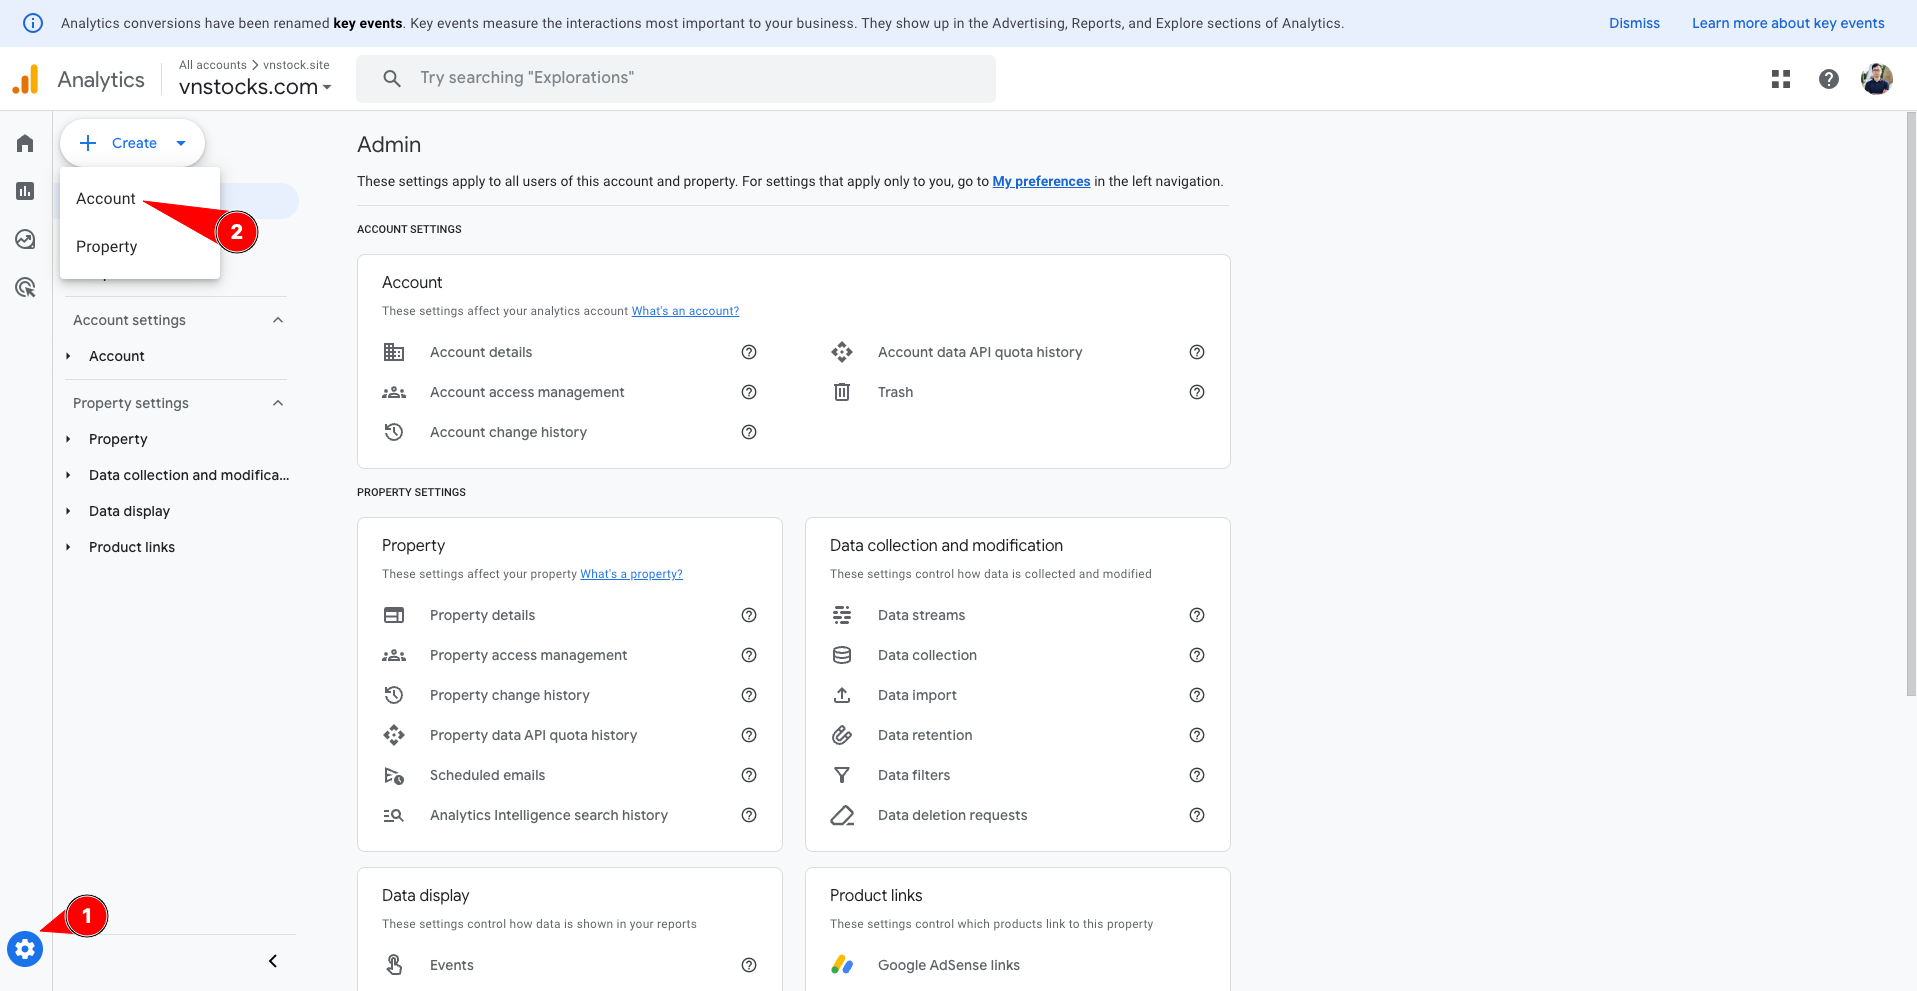 Analytics conversions have been renamed key events. Key events measure the interactions most important to your business. They show up in the Advertising, Reports, and Explore sections of Analytics.
Dismiss
Learn more about key events
Analytics
All accounts > vnstock.site
vnstocks.com
Try searching "Explorations"
Create
Account
Property
2
Account settings
Account
Property settings
Property
Data collection and modifica...
Data display
Product links
1
Admin
These settings apply to all users of this account and property. For settings that apply only to you, go to My preferences in the left navigation.
ACCOUNT SETTINGS
Account
These settings affect your analytics account What's an account?
Account details
Account access management
Account change history
Account data API quota history
Trash
PROPERTY SETTINGS
Property
These settings affect your property What's a property?
Property details
Property access management
Property change history
Property data API quota history
Scheduled emails
Analytics Intelligence search history
Data collection and modification
These settings control how data is collected and modified
Data streams
Data collection
Data import
Data retention
Data filters
Data deletion requests
Data display
These settings control how data is shown in your reports
Events
Product links
These settings control which products link to this property
Google AdSense links